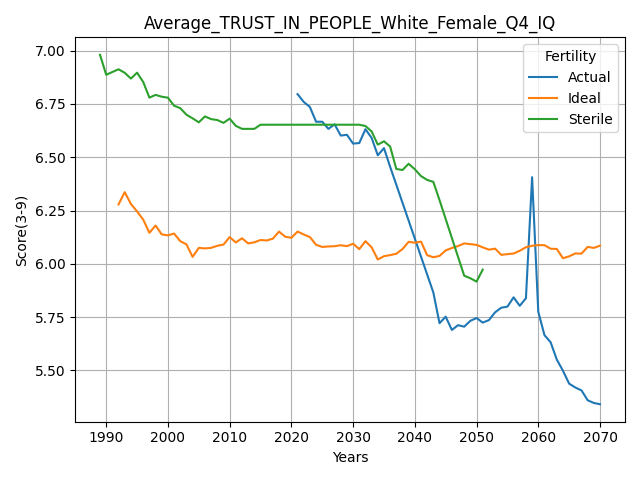 Average_TRUST_IN_PEOPLE_White_Female_Q4_IQ
Fertility
Actual
Ideal
Sterile
Score(3-9)
7.00
6.75
6.50
6.25
6.00
5.75
5.50
1990 2000 2010 2020 2030 2040 2050 2060 2070
Years